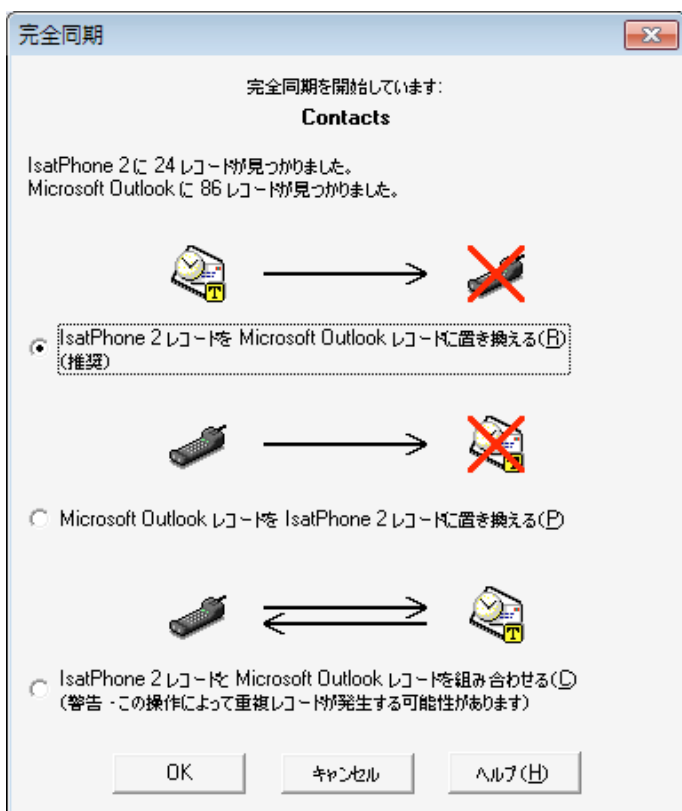 完全同期
完全同期を開始しています:
Contacts
IsatPhone 2 に 24 レコードが見つかりました。
Microsoft Outlook に 86 レコードが見つかりました。
T
IsatPhone 2 レコードを Microsoft Outlook レコードに置き換える(R)
(推奨)
T
Microsoft Outlook レコードを IsatPhone 2 レコードに置き換える(P)
T
IsatPhone 2 レコードと Microsoft Outlook レコードを組み合わせる(C)
(警告 - この操作によって重複レコードが発生する可能性があります)
OK キャンセル ヘルプ(H)